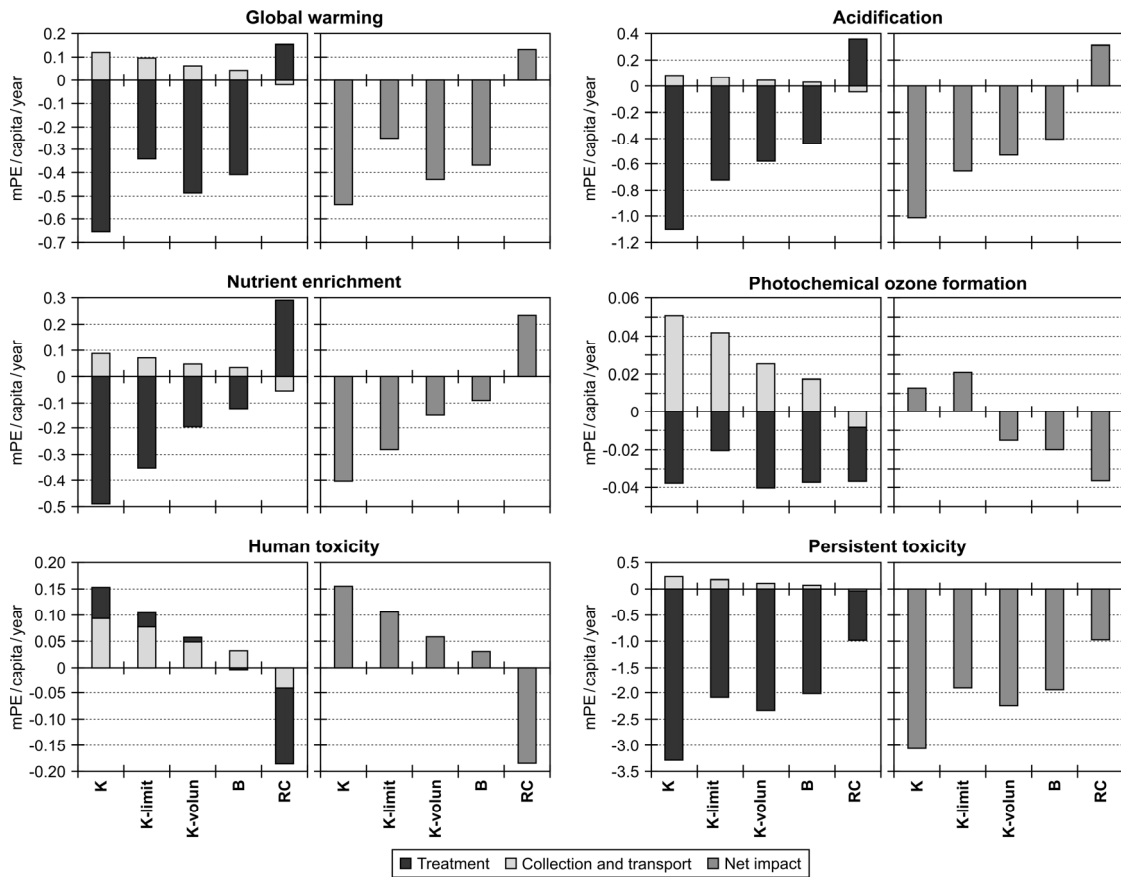 Global warming
mPE / capita / year
0.2
0.1
0
-0.1
-0.2
-0.3
-0.4
-0.5
-0.6
-0.7
Acidification
mPE / capita / year
0.4
0.2
0
-0.2
-0.4
-0.6
-0.8
-1.0
-1.2
Nutrient enrichment
mPE / capita / year
0.3
0.2
0.1
0
-0.1
-0.2
-0.3
-0.4
-0.5
Photochemical ozone formation
mPE / capita / year
0.06
0.04
0.02
0
-0.02
-0.04
Human toxicity
mPE / capita / year
0.20
0.15
0.10
0.05
0
-0.05
-0.10
-0.15
-0.20
K
K-limit
K-volun
B
RC
K
K-limit
K-volun
B
RC
Persistent toxicity
mPE / capita / year
0.5
0
-0.5
-1.0
-1.5
-2.0
-2.5
-3.0
-3.5
K
K-limit
K-volun
B
RC
K
K-limit
K-volun
B
RC
Treatment Collection and transport Net impact